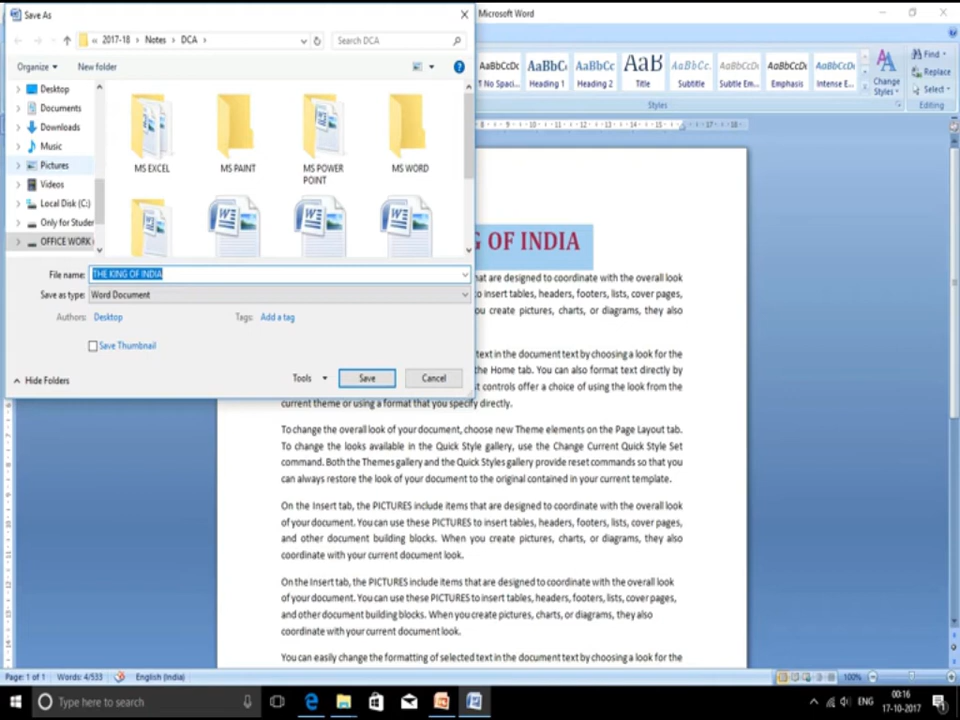 Save As
Microsoft Word
« 2017-18 › Notes › DCA ›
Search DCA
Organize
New folder
Desktop
Documents
Downloads
Music
Pictures
Videos
Local Disk (C:)
Only for Studen
OFFICE WORK
MS EXCEL
MS PAINT
MS POWER
POINT
MS WORD
File name: THE KING OF INDIA
Save as type: Word Document
Authors: Desktop
Tags: Add a tag
Save Thumbnail
Hide Folders
Tools
Save
Cancel
AaBbCcDc AaBbC AaBbCc AaB AaBbCc. AaBbCcDc AaBbCcDc AaBbCcDc
¶ No Spaci... Heading 1 Heading 2 Title Subtitle Subtle Em... Emphasis Intense E...
Change
Styles
Styles
Find
Replace
Select
Editing
G OF INDIA
that are designed to coordinate with the overall look
to insert tables, headers, footers, lists, cover pages,
you create pictures, charts, or diagrams, they also
text in the document text by choosing a look for the
the Home tab. You can also format text directly by
t controls offer a choice of using the look from the
current theme or using a format that you specify directly.
To change the overall look of your document, choose new Theme elements on the Page Layout tab.
To change the looks available in the Quick Style gallery, use the Change Current Quick Style Set
command. Both the Themes gallery and the Quick Styles gallery provide reset commands so that you
can always restore the look of your document to the original contained in your current template.
On the Insert tab, the PICTURES include items that are designed to coordinate with the overall look
of your document. You can use these PICTURES to insert tables, headers, footers, lists, cover pages,
and other document building blocks. When you create pictures, charts, or diagrams, they also
coordinate with your current document look.
On the Insert tab, the PICTURES include items that are designed to coordinate with the overall look
of your document. You can use these PICTURES to insert tables, headers, footers, lists, cover pages,
and other document building blocks. When you create pictures, charts, or diagrams, they also
coordinate with your current document look.
You can easily change the formatting of selected text in the document text by choosing a look for the
Page: 1 of 1
Words: 4/533
English (India)
100%
Type here to search
ENG
00:16
17-10-2017